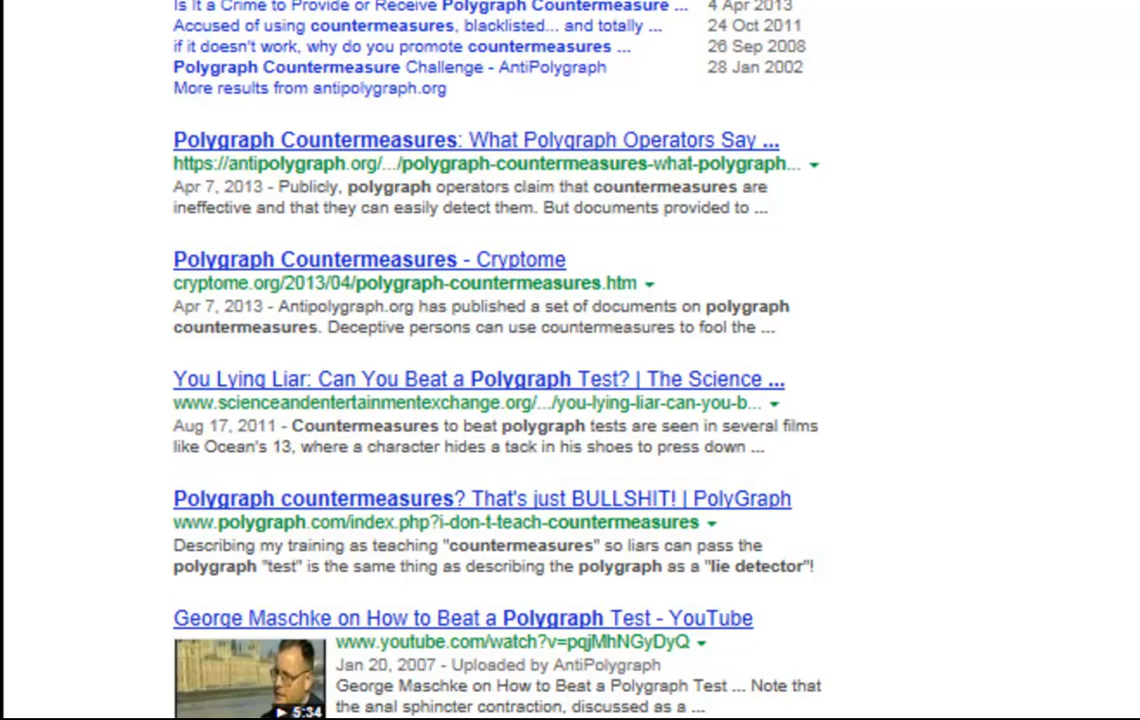 Is It a Crime to Provide or Receive Polygraph Countermeasure ... 4 Apr 2013
Accused of using countermeasures, blacklisted... and totally ... 24 Oct 2011
if it doesn't work, why do you promote countermeasures ... 26 Sep 2008
Polygraph Countermeasure Challenge - AntiPolygraph 28 Jan 2002
More results from antipolygraph.org
Polygraph Countermeasures: What Polygraph Operators Say ...
https://antipolygraph.org/.../polygraph-countermeasures-what-polygraph...
Apr 7, 2013 - Publicly, polygraph operators claim that countermeasures are
ineffective and that they can easily detect them. But documents provided to ...
Polygraph Countermeasures - Cryptome
cryptome.org/2013/04/polygraph-countermeasures.htm
Apr 7, 2013 - Antipolygraph.org has published a set of documents on polygraph
countermeasures. Deceptive persons can use countermeasures to fool the ...
You Lying Liar: Can You Beat a Polygraph Test? | The Science ...
www.scienceandentertainmentexchange.org/.../you-lying-liar-can-you-b...
Aug 17, 2011 - Countermeasures to beat polygraph tests are seen in several films
like Ocean's 13, where a character hides a tack in his shoes to press down ...
Polygraph countermeasures? That's just BULLSHIT! | PolyGraph
www.polygraph.com/index.php?i-don-t-teach-countermeasures
Describing my training as teaching "countermeasures" so liars can pass the
polygraph "test" is the same thing as describing the polygraph as a "lie detector"!
George Maschke on How to Beat a Polygraph Test - YouTube
www.youtube.com/watch?v=pqjMhNGyDyQ
Jan 20, 2007 - Uploaded by AntiPolygraph
George Maschke on How to Beat a Polygraph Test ... Note that
the anal sphincter contraction, discussed as a ...
5:34